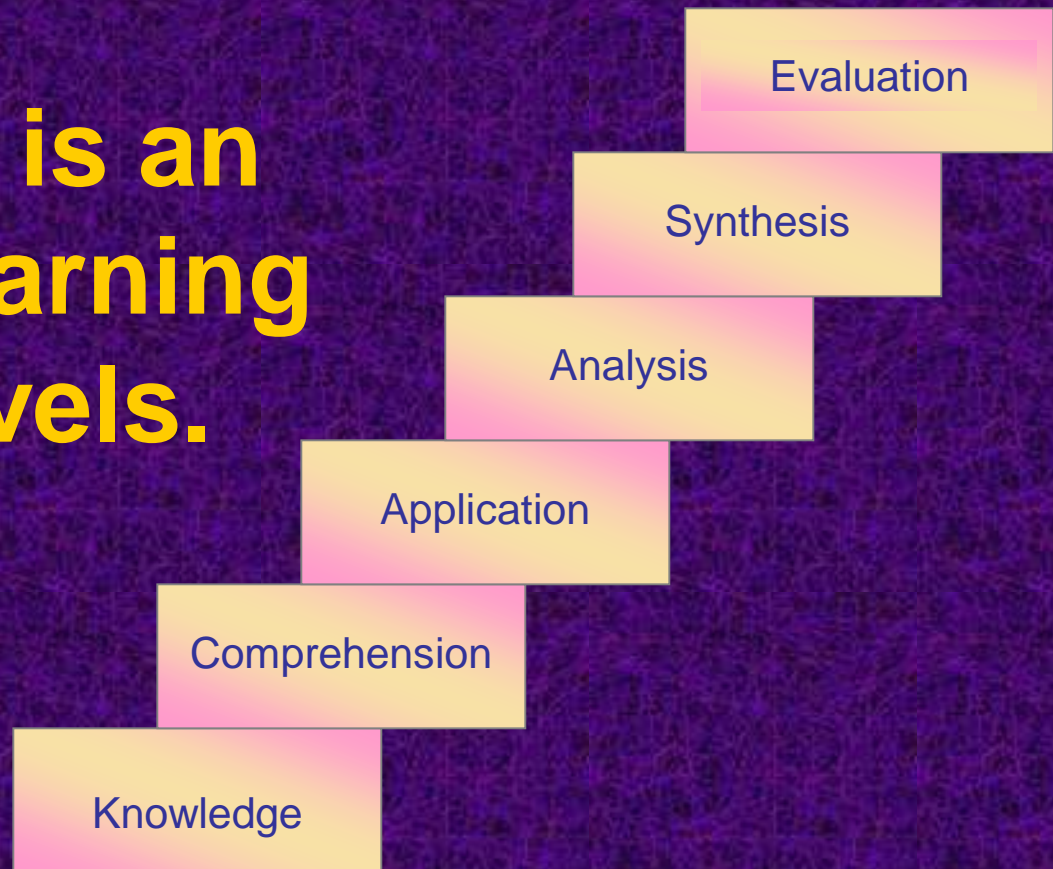 is an
arning
vels.
Evaluation
Synthesis
Analysis
Application
Comprehension
Knowledge